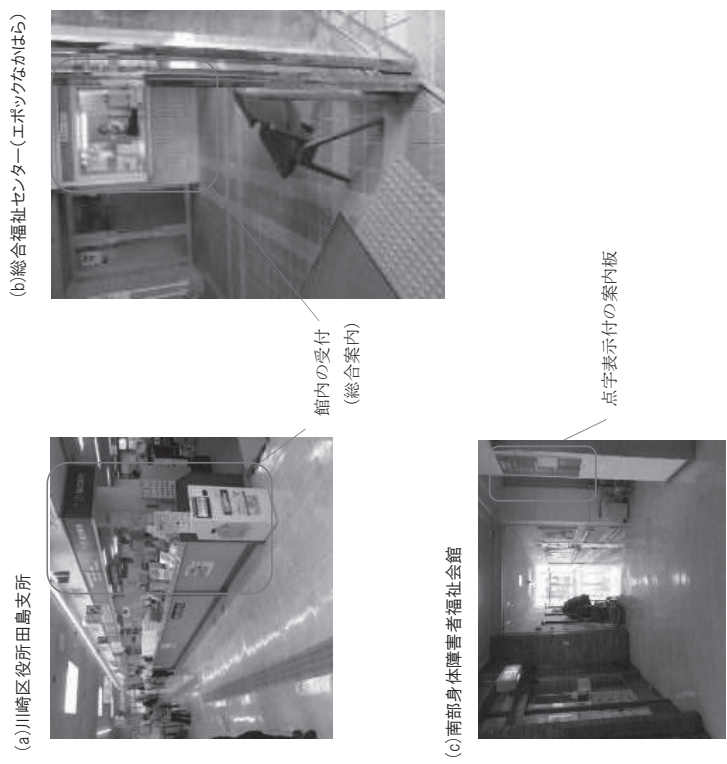 (a)川崎区役所田島支所
(b)総合福祉センター(エポックなかはら)
館内の受付
(総合案内)
(c)南部身体障害者福祉会館
点字表示付の案内板